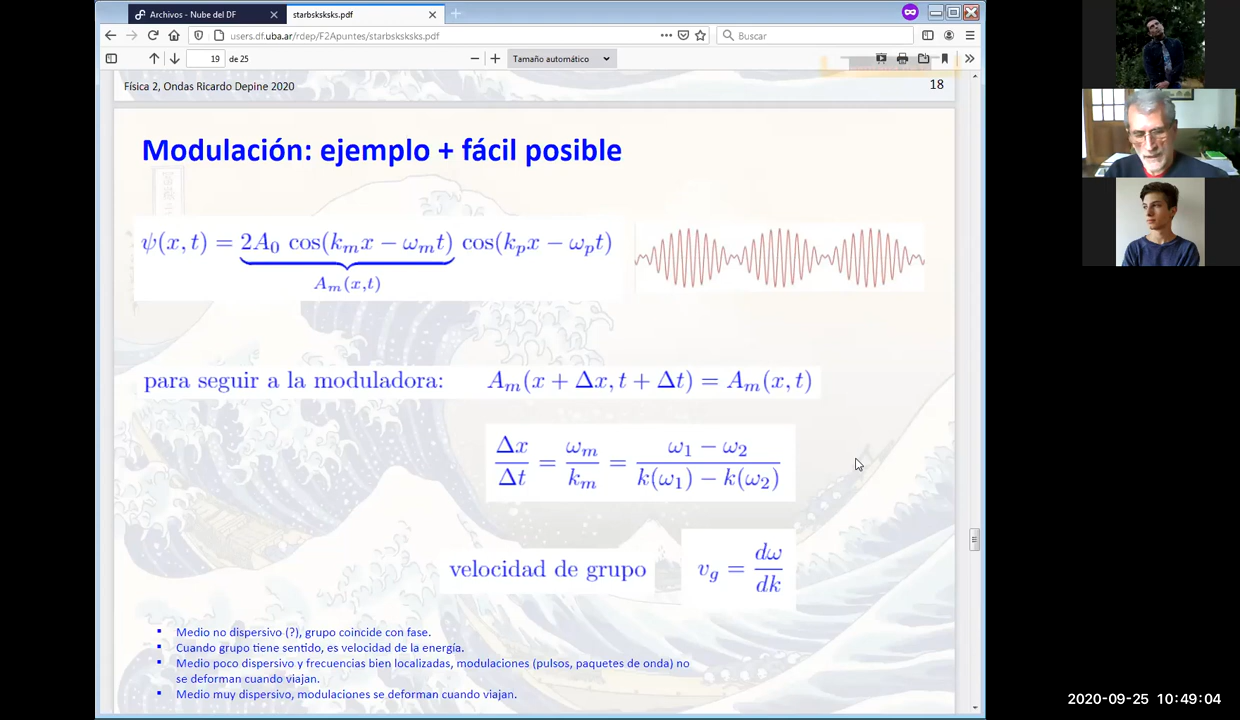 Archivos - Nube del DF
starbsksksks.pdf
users.df.uba.ar/rdep/F2Apuntes/starbsksksks.pdf
Buscar
19 de 25
Tamaño automático
Física 2, Ondas Ricardo Depine 2020
18
Modulación: ejemplo + fácil posible
ψ(x, t) = 2A₀ cos(kₘx − ωₘt) cos(kₚx − ωₚt)
Aₘ(x,t)
para seguir a la moduladora: Aₘ(x + Δx, t + Δt) = Aₘ(x, t)
Δx/Δt = ωₘ/kₘ = (ω₁ − ω₂)/(k(ω₁) − k(ω₂))
velocidad de grupo v_g = dω/dk
▪ Medio no dispersivo (?), grupo coincide con fase.
▪ Cuando grupo tiene sentido, es velocidad de la energía.
▪ Medio poco dispersivo y frecuencias bien localizadas, modulaciones (pulsos, paquetes de onda) no
se deforman cuando viajan.
▪ Medio muy dispersivo, modulaciones se deforman cuando viajan.
2020-09-25 10:49:04